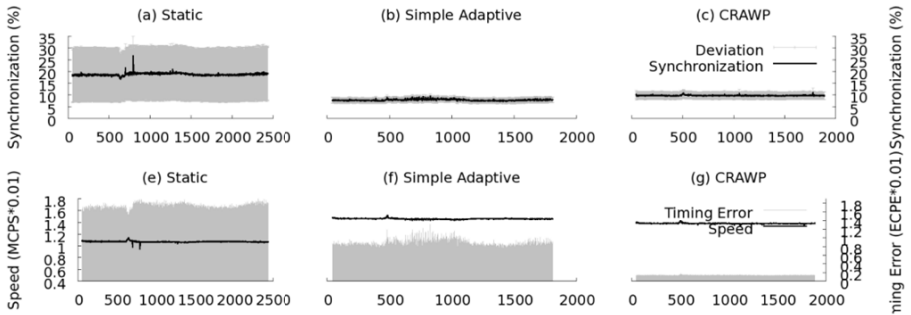 (a) Static
(b) Simple Adaptive
(c) CRAWP
Synchronization (%)
35
30
25
20
15
10
5
0
0 500 1000 1500 2000 2500
0 500 1000 1500 2000
Deviation
Synchronization
0 500 1000 1500 2000
35
30
25
20
15
10
5
0
Synchronization (%)
(e) Static
(f) Simple Adaptive
(g) CRAWP
Speed (MCPS*0.01)
1.8
1.6
1.4
1.2
1
0.8
0.6
0.4
0 500 1000 1500 2000 2500
0 500 1000 1500 2000
Timing Error
Speed
0 500 1000 1500 2000
1.8
1.6
1.4
1.2
1
0.8
0.6
0.4
0.2
0
ming Error (ECPE*0.01)